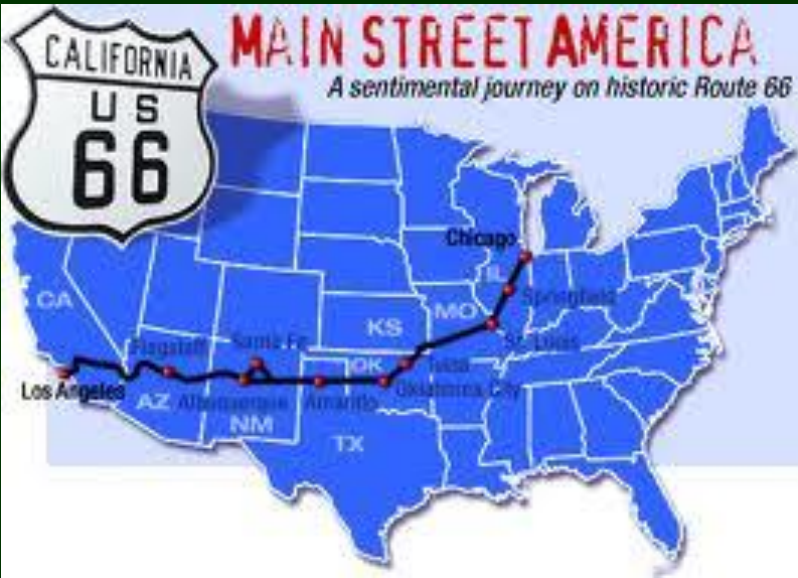 CALIFORNIA
U S
66
MAIN STREET AMERICA
A sentimental journey on historic Route 66
Chicago
IL
Springfield
CA
MO
KS
St. Louis
Flagstaff
Santa Fe
OK
Tulsa
Los Angeles
AZ
Albuquerque
Amarillo
Oklahoma City
NM
TX